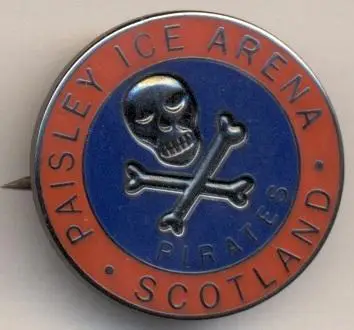 PAISLEY ICE ARENA
PIRATES
• SCOTLAND •